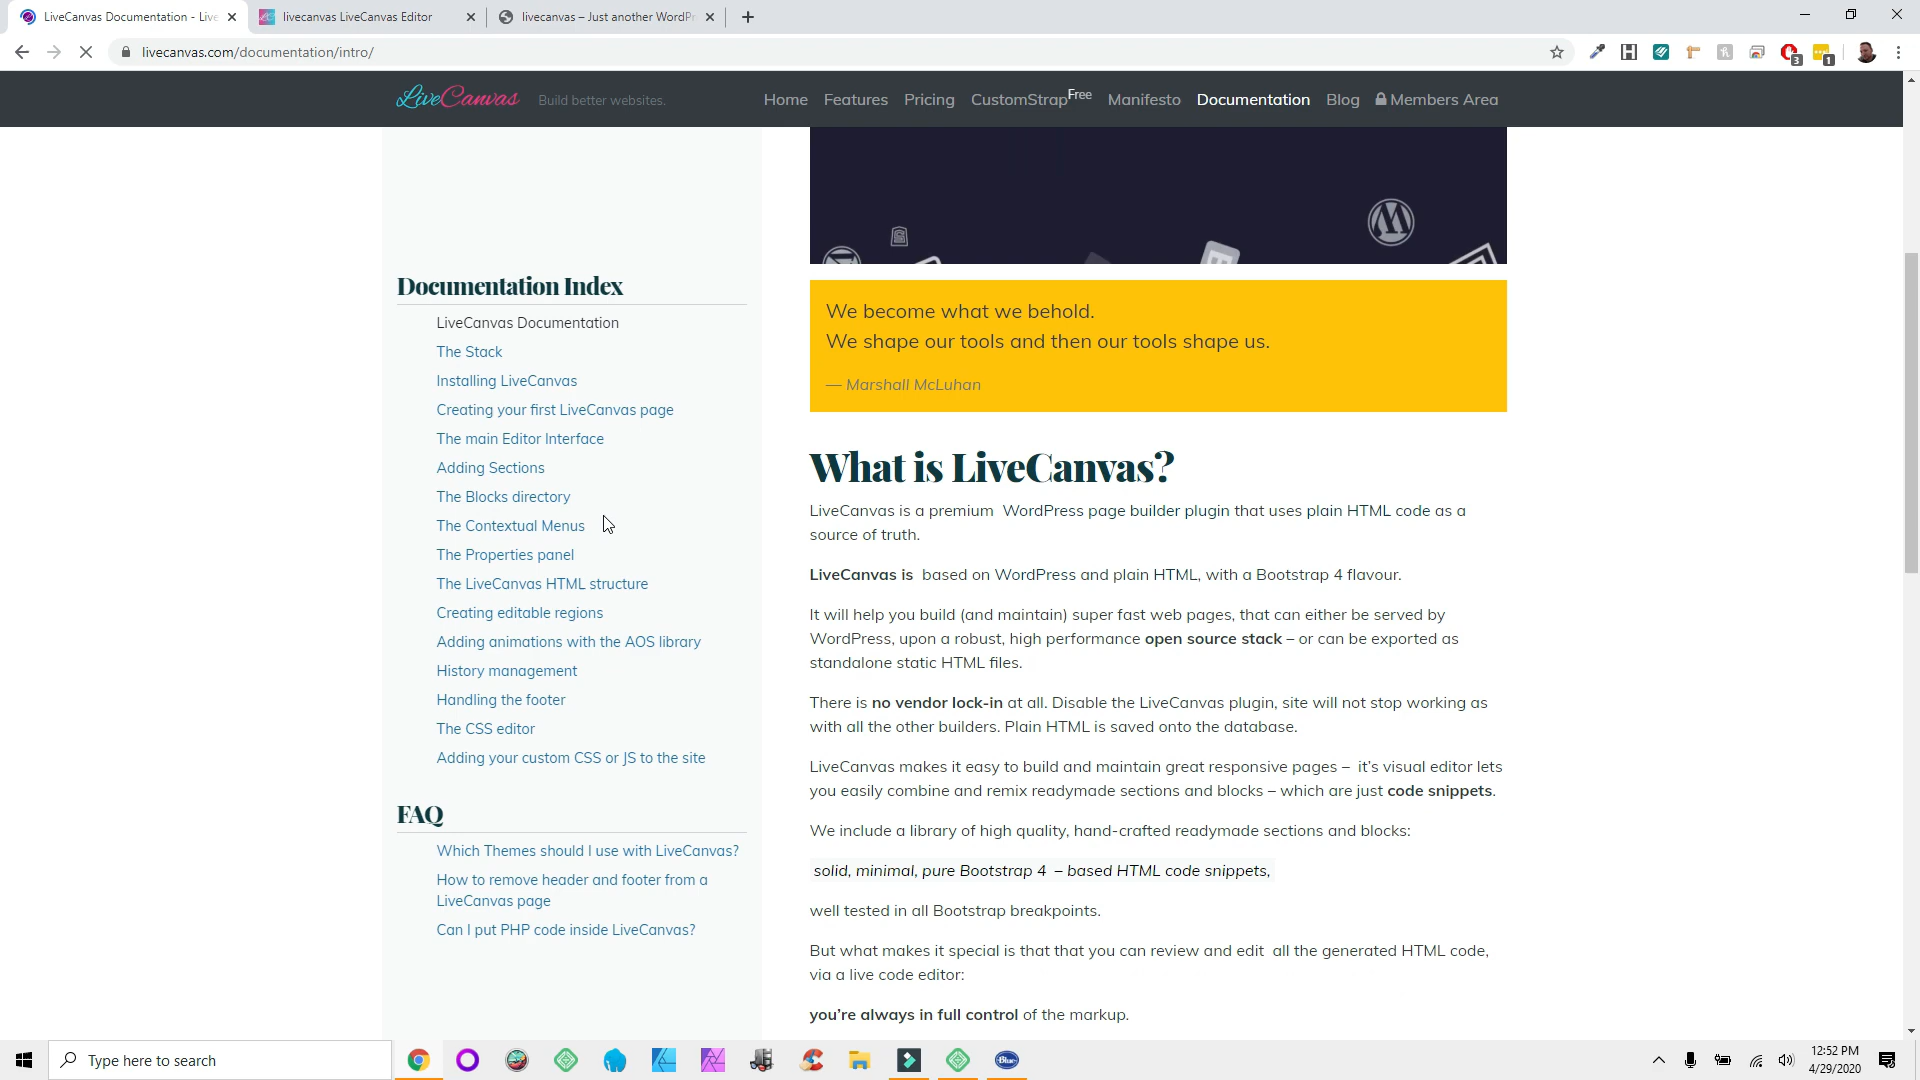 LiveCanvas Documentation - Live
livecanvas LiveCanvas Editor
livecanvas – Just another WordPr
livecanvas.com/documentation/intro/
3
1
LiveCanvas
Build better websites.
Home
Features
Pricing
CustomStrap Free
Manifesto
Documentation
Blog
Members Area
Documentation Index
LiveCanvas Documentation
The Stack
Installing LiveCanvas
Creating your first LiveCanvas page
The main Editor Interface
Adding Sections
The Blocks directory
The Contextual Menus
The Properties panel
The LiveCanvas HTML structure
Creating editable regions
Adding animations with the AOS library
History management
Handling the footer
The CSS editor
Adding your custom CSS or JS to the site
FAQ
Which Themes should I use with LiveCanvas?
How to remove header and footer from a
LiveCanvas page
Can I put PHP code inside LiveCanvas?
We become what we behold.
We shape our tools and then our tools shape us.
— Marshall McLuhan
What is LiveCanvas?
LiveCanvas is a premium WordPress page builder plugin that uses plain HTML code as a
source of truth.
LiveCanvas is based on WordPress and plain HTML, with a Bootstrap 4 flavour.
It will help you build (and maintain) super fast web pages, that can either be served by
WordPress, upon a robust, high performance open source stack – or can be exported as
standalone static HTML files.
There is no vendor lock-in at all. Disable the LiveCanvas plugin, site will not stop working as
with all the other builders. Plain HTML is saved onto the database.
LiveCanvas makes it easy to build and maintain great responsive pages – it's visual editor lets
you easily combine and remix readymade sections and blocks – which are just code snippets.
We include a library of high quality, hand-crafted readymade sections and blocks:
solid, minimal, pure Bootstrap 4 – based HTML code snippets,
well tested in all Bootstrap breakpoints.
But what makes it special is that that you can review and edit all the generated HTML code,
via a live code editor:
you're always in full control of the markup.
Type here to search
Blue
12:52 PM
4/29/2020